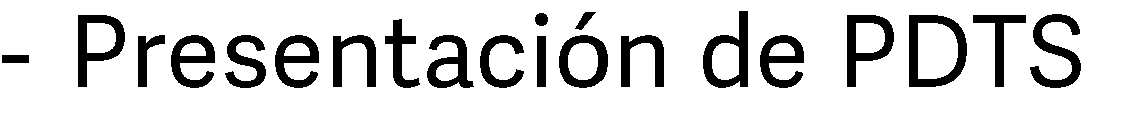 - Presentación de PDTS